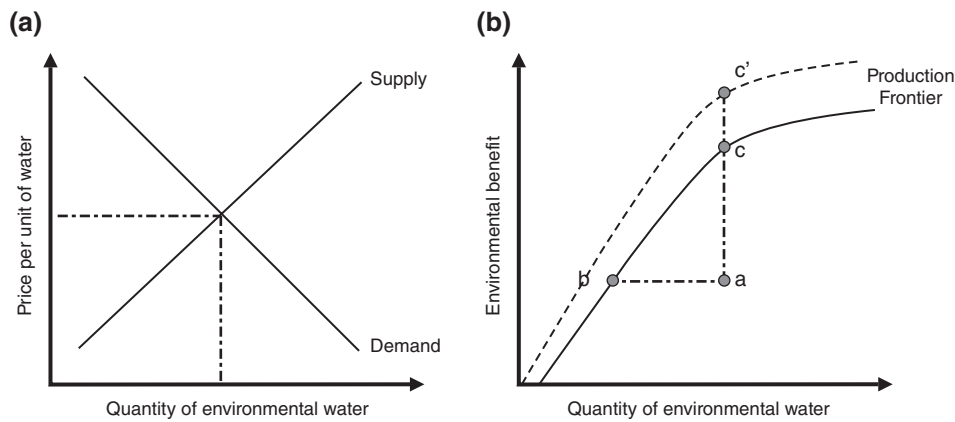 (a)
Price per unit of water
Supply
Demand
Quantity of environmental water
(b)
Environmental benefit
c'
Production
Frontier
c
b
a
Quantity of environmental water